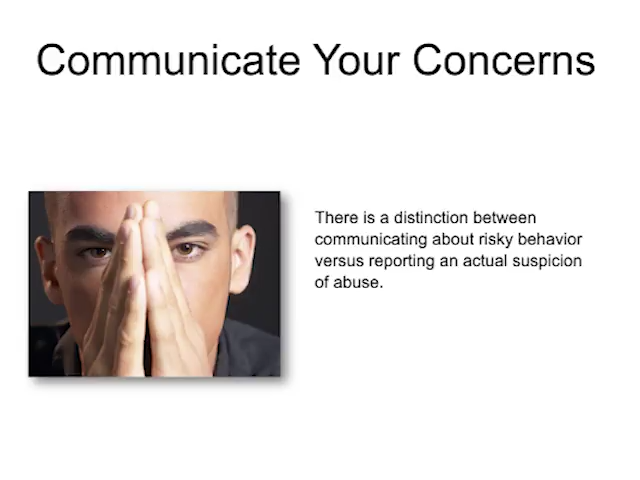 Communicate Your Concerns
There is a distinction between
communicating about risky behavior
versus reporting an actual suspicion
of abuse.